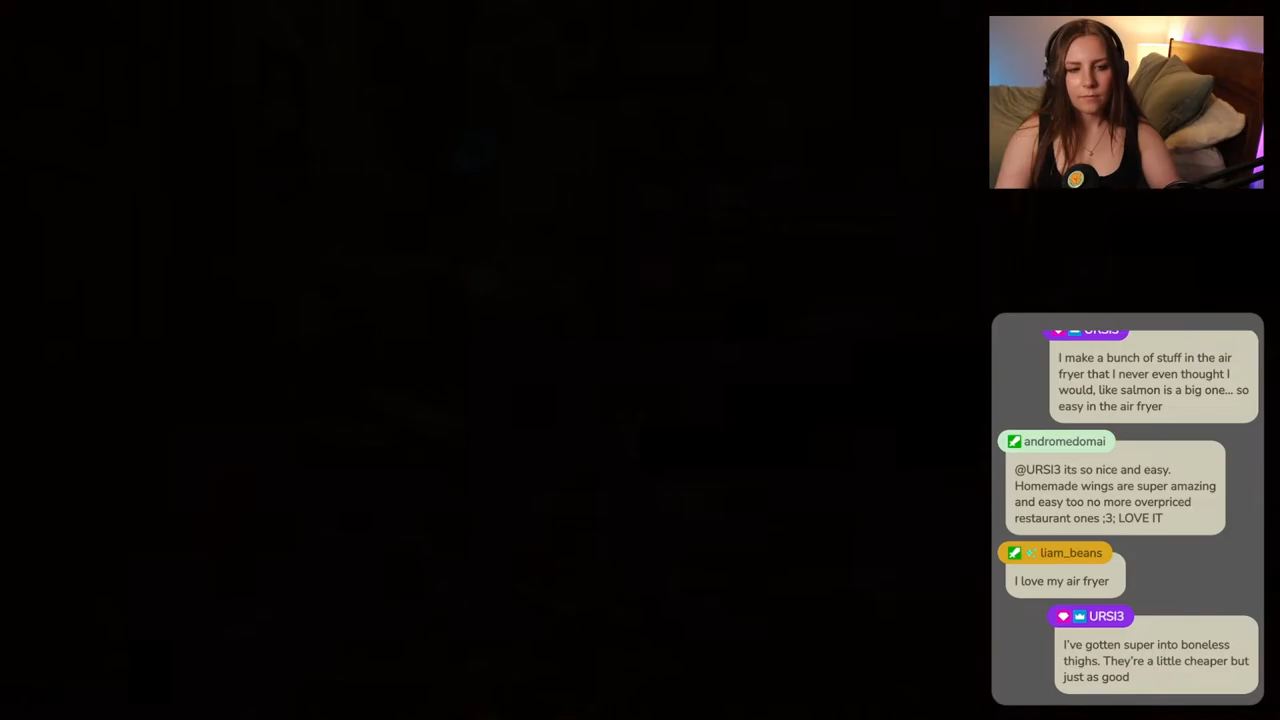 URSI3
I make a bunch of stuff in the air
fryer that I never even thought I
would, like salmon is a big one... so
easy in the air fryer
andromedomai
@URSI3 its so nice and easy.
Homemade wings are super amazing
and easy too no more overpriced
restaurant ones ;3; LOVE IT
liam_beans
I love my air fryer
URSI3
I've gotten super into boneless
thighs. They're a little cheaper but
just as good